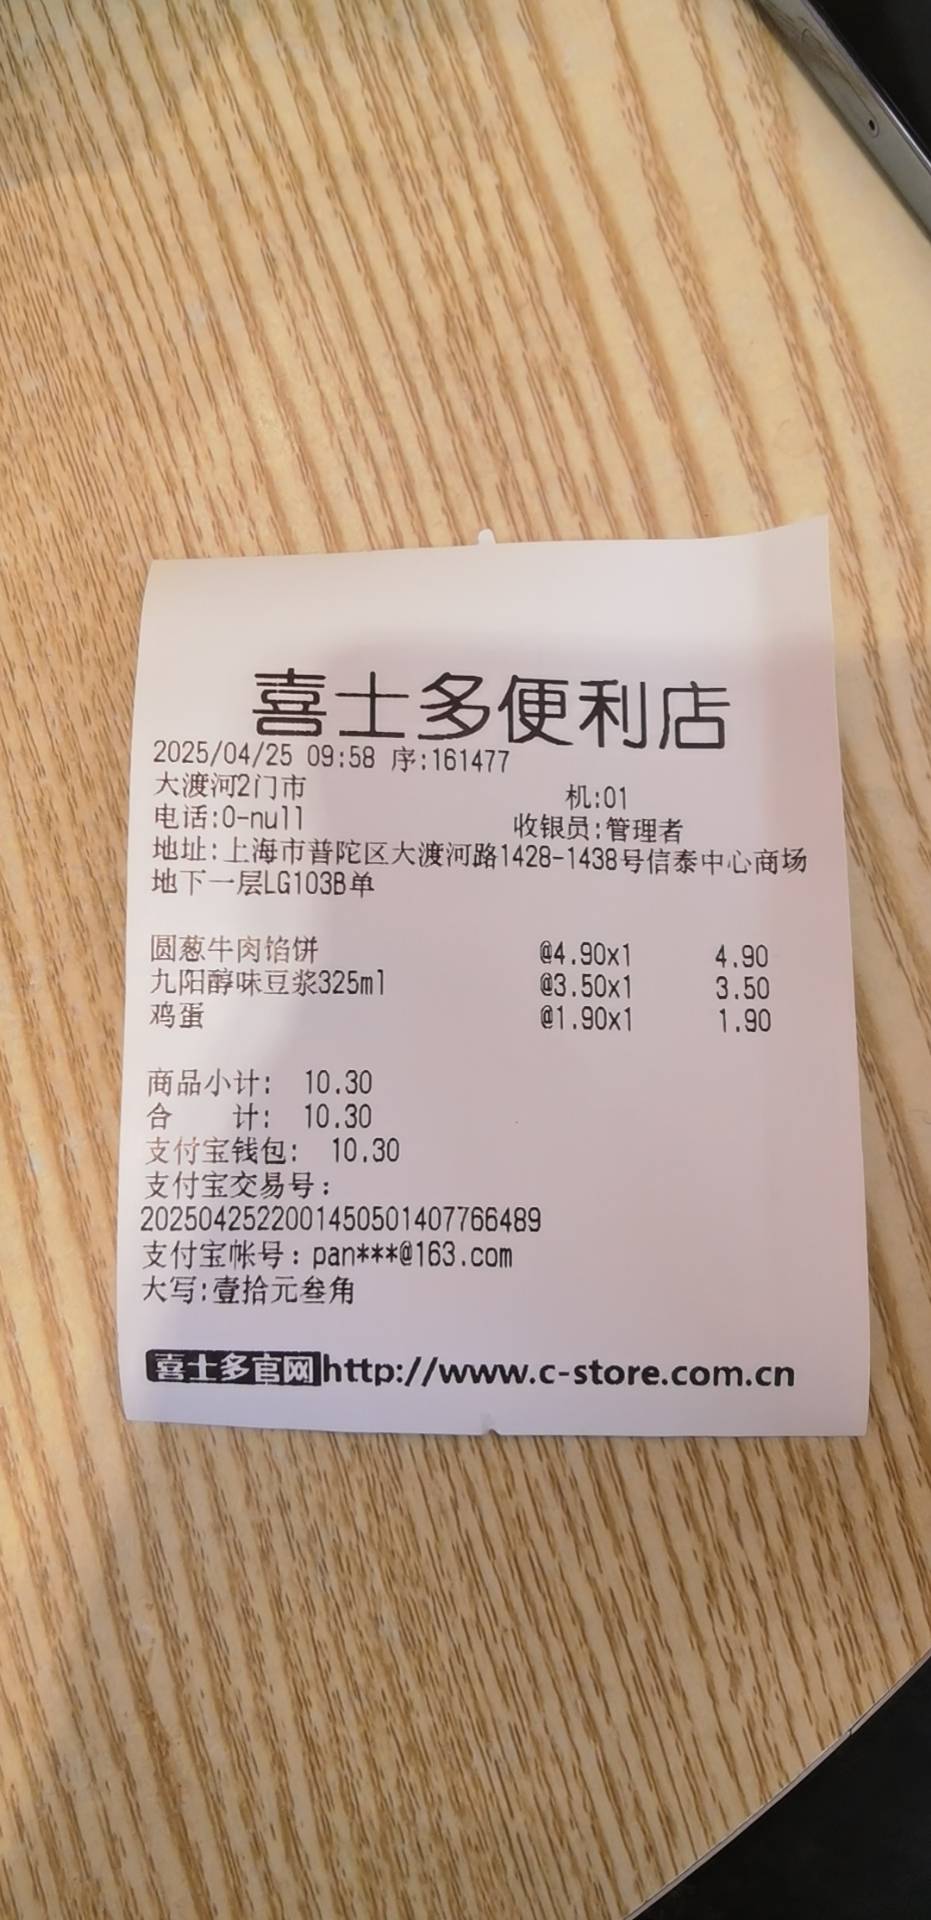 喜士多便利店
2025/04/25 09:58 序:161477
大渡河2门市 机:01
电话:0-null 收银员:管理者
地址:上海市普陀区大渡河路1428-1438号信泰中心商场
地下一层LG103B单
圆葱牛肉馅饼 @4.90x1 4.90
九阳醇味豆浆325ml @3.50x1 3.50
鸡蛋 @1.90x1 1.90
商品小计: 10.30
合 计: 10.30
支付宝钱包: 10.30
支付宝交易号:
2025042522001450501407766489
支付宝帐号:pan***@163.com
大写:壹拾元叁角
喜士多官网http://www.c-store.com.cn